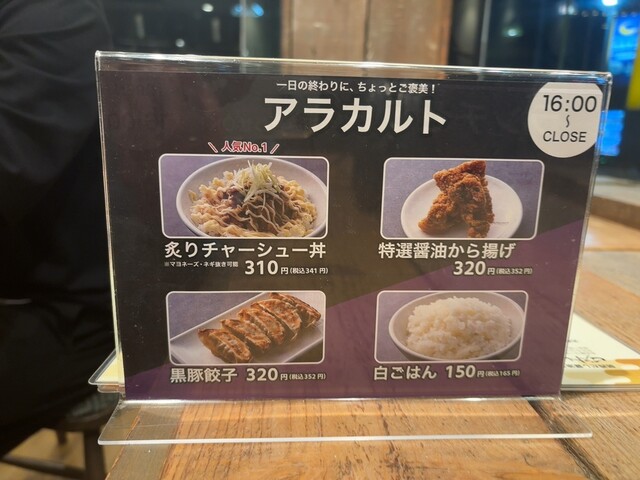 一日の終わりに、ちょっとご褒美!
アラカルト
16:00
~
CLOSE
人気No.1
炙りチャーシュー丼
※マヨネーズ・ネギ抜き可能
310円(税込341円)
特選醤油から揚げ
320円(税込352円)
黒豚餃子 320円(税込352円)
白ごはん 150円(税込165円)